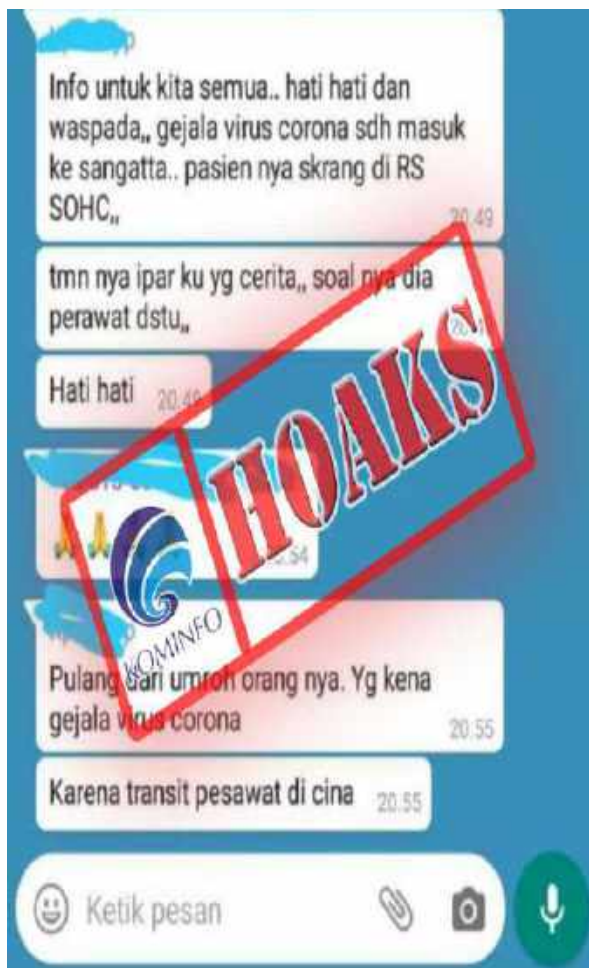 Info untuk kita semua.. hati hati dan
waspada,, gejala virus corona sdh masuk
ke sangatta.. pasien nya skrang di RS
SOHC,,
20.49
tmn nya ipar ku yg cerita,, soal nya dia
perawat dstu,,
Hati hati
HOAKS
KOMINFO
Pulang dari umroh orang nya. Yg kena
gejala virus corona
20.55
Karena transit pesawat di cina 20.55
Ketik pesan